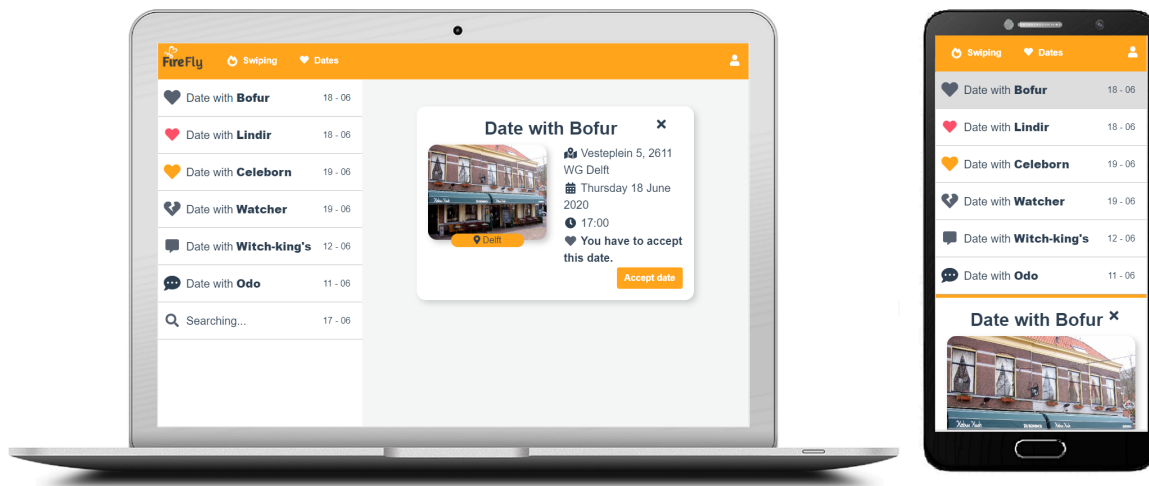 FireFly
Swiping
Dates
Date with Bofur 18 - 06
Date with Lindir 18 - 06
Date with Celeborn 19 - 06
Date with Watcher 19 - 06
Date with Witch-king's 12 - 06
Date with Odo 11 - 06
Searching... 17 - 06
Date with Bofur
Vesteplein 5, 2611
WG Delft
Thursday 18 June
2020
17:00
You have to accept
this date.
Delft
Accept date
Swiping
Dates
Date with Bofur 18 - 06
Date with Lindir 18 - 06
Date with Celeborn 19 - 06
Date with Watcher 19 - 06
Date with Witch-king's 12 - 06
Date with Odo 11 - 06
Date with Bofur